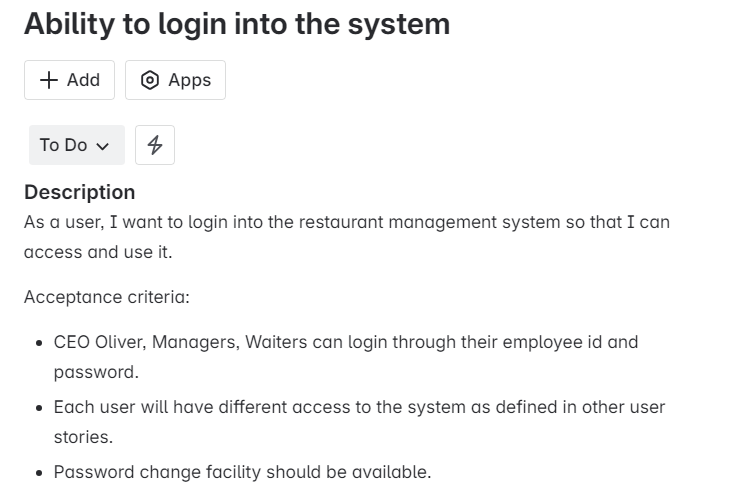 Ability to login into the system
Add
Apps
To Do
Description
As a user, I want to login into the restaurant management system so that I can
access and use it.
Acceptance criteria:
CEO Oliver, Managers, Waiters can login through their employee id and
password.
Each user will have different access to the system as defined in other user
stories.
Password change facility should be available.